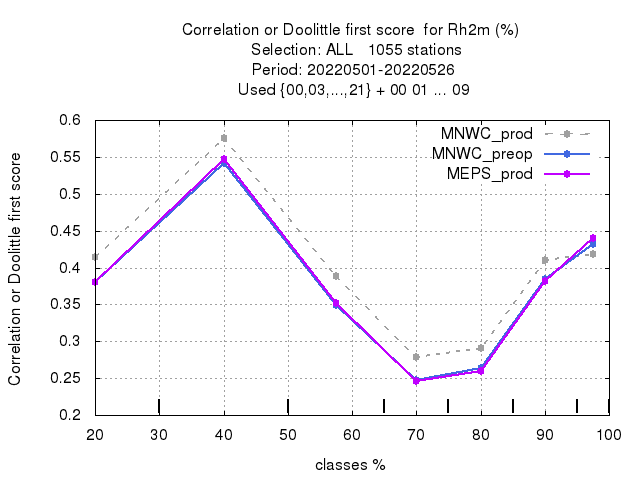 Correlation or Doolittle first score  for Rh2m (%)
Selection: ALL   1055 stations
Period: 20220501-20220526
Used {00,03,...,21} + 00 01 ... 09
Correlation or Doolittle first score
0.6
0.55
0.5
0.45
0.4
0.35
0.3
0.25
0.2
MNWC_prod
MNWC_preop
MEPS_prod
20 30 40 50 60 70 80 90 100
classes %